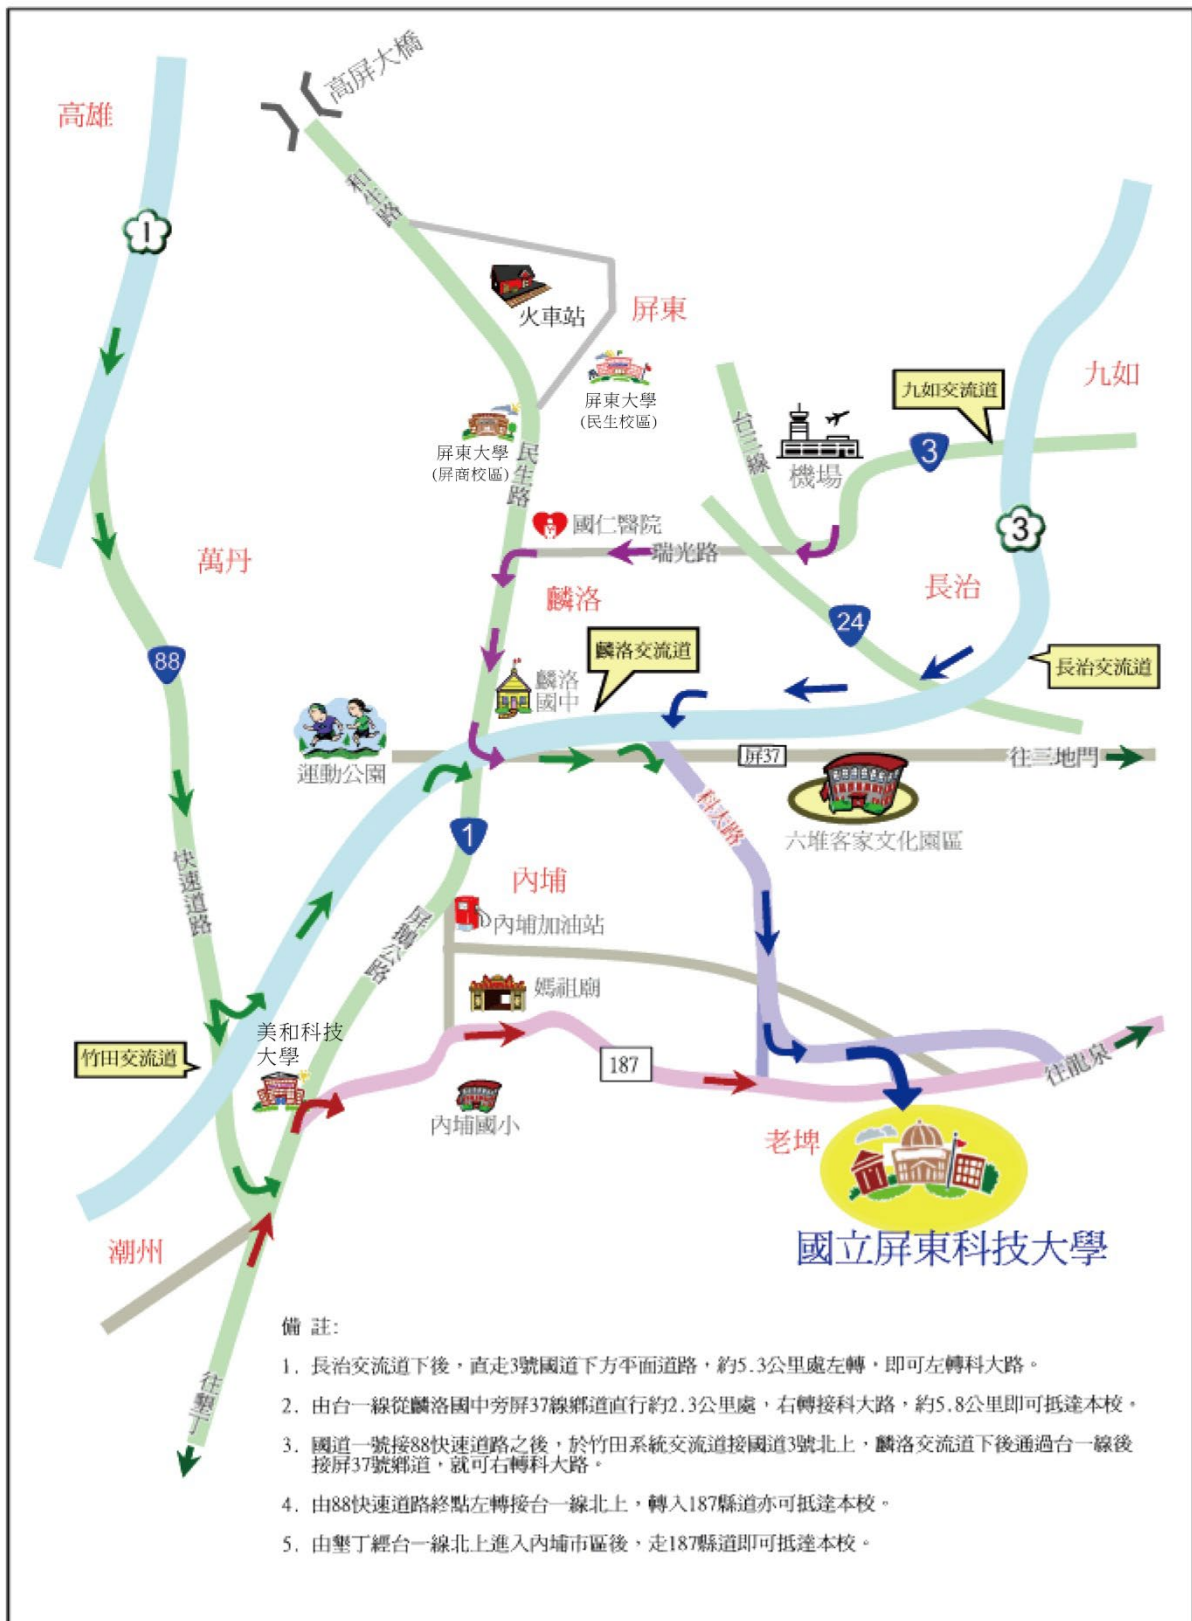 高屏大橋
高雄
1
和生路
火車站
屏東
九如
屏東大學
(民生校區)
九如交流道
屏東大學
(屏商校區)
民生路
台三線
機場
3
3
國仁醫院
瑞光路
萬丹
麟洛
長治
24
88
麟洛交流道
長治交流道
麟洛
國中
運動公園
屏37
往三地門
科大路
六堆客家文化園區
1
快速道路
內埔
內埔加油站
屏鵝公路
媽祖廟
美和科技
大學
竹田交流道
187
往龍泉
內埔國小
老埤
潮州
國立屏東科技大學
往墾丁
備 註:
1. 長治交流道下後，直走3號國道下方平面道路，約5.3公里處左轉，即可左轉科大路。
2. 由台一線從麟洛國中旁屏37線鄉道直行約2.3公里處，右轉接科大路，約5.8公里即可抵達本校。
3. 國道一號接88快速道路之後，於竹田系統交流道接國道3號北上，麟洛交流道下後通過台一線後
接屏37號鄉道，就可右轉科大路。
4. 由88快速道路終點左轉接台一線北上，轉入187縣道亦可抵達本校。
5. 由墾丁經台一線北上進入內埔市區後，走187縣道即可抵達本校。